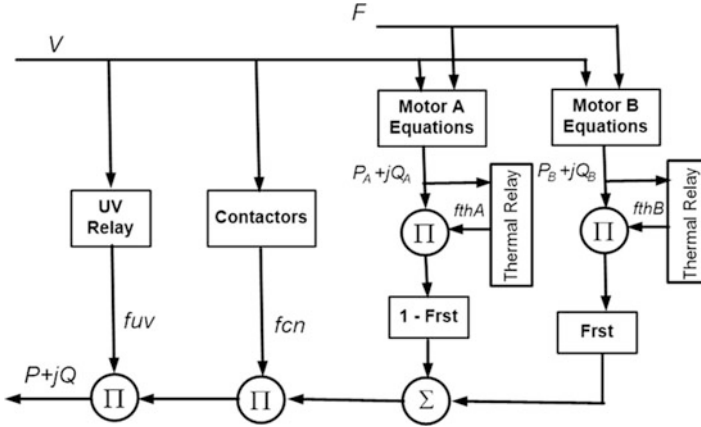 F
V
Motor A
Equations
Motor B
Equations
P_A +jQ_A
P_B +jQ_B
UV
Relay
Contactors
fthA
Thermal Relay
fthB
Thermal Relay
Π
Π
1 - Frst
Frst
fuv
fcn
P+jQ
Π
Π
Σ